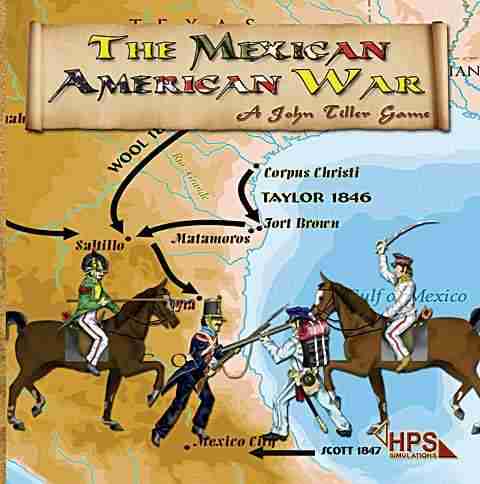 TEXAS
THE MEXICAN
AMERICAN WAR
A John Tiller Game
WOOL
Rio Grande
Corpus Christi
TAYLOR 1846
Fort Brown
Matamoros
Saltillo
Gulf of Mexico
Mexico City
SCOTT 1847
HPS
SIMULATIONS